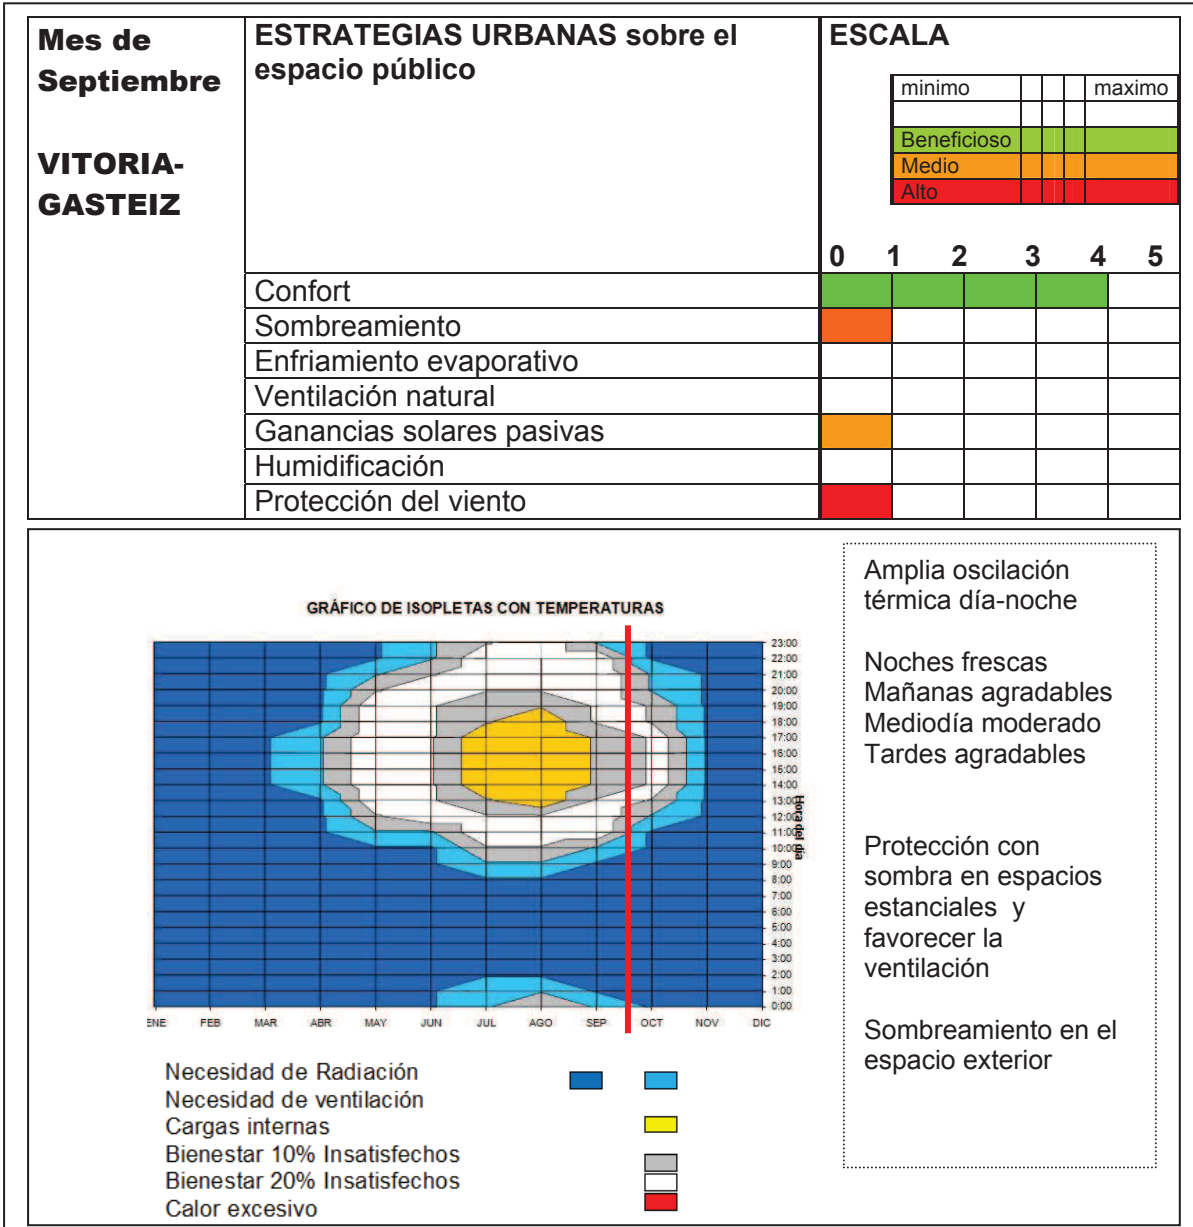 Mes de
Septiembre
VITORIA-
GASTEIZ
ESTRATEGIAS URBANAS sobre el
espacio público
ESCALA
minimo maximo
Beneficioso
Medio
Alto
0 1 2 3 4 5
Confort
Sombreamiento
Enfriamiento evaporativo
Ventilación natural
Ganancias solares pasivas
Humidificación
Protección del viento
GRÁFICO DE ISOPLETAS CON TEMPERATURAS
23:00
22:00
21:00
20:00
19:00
18:00
17:00
16:00
15:00
14:00
13:00
12:00
11:00
10:00
9:00
8:00
7:00
6:00
5:00
4:00
3:00
2:00
1:00
0:00
Hora del día
ENE FEB MAR ABR MAY JUN JUL AGO SEP OCT NOV DIC
Necesidad de Radiación
Necesidad de ventilación
Cargas internas
Bienestar 10% Insatisfechos
Bienestar 20% Insatisfechos
Calor excesivo
Amplia oscilación
térmica día-noche
Noches frescas
Mañanas agradables
Mediodía moderado
Tardes agradables
Protección con
sombra en espacios
estanciales y
favorecer la
ventilación
Sombreamiento en el
espacio exterior